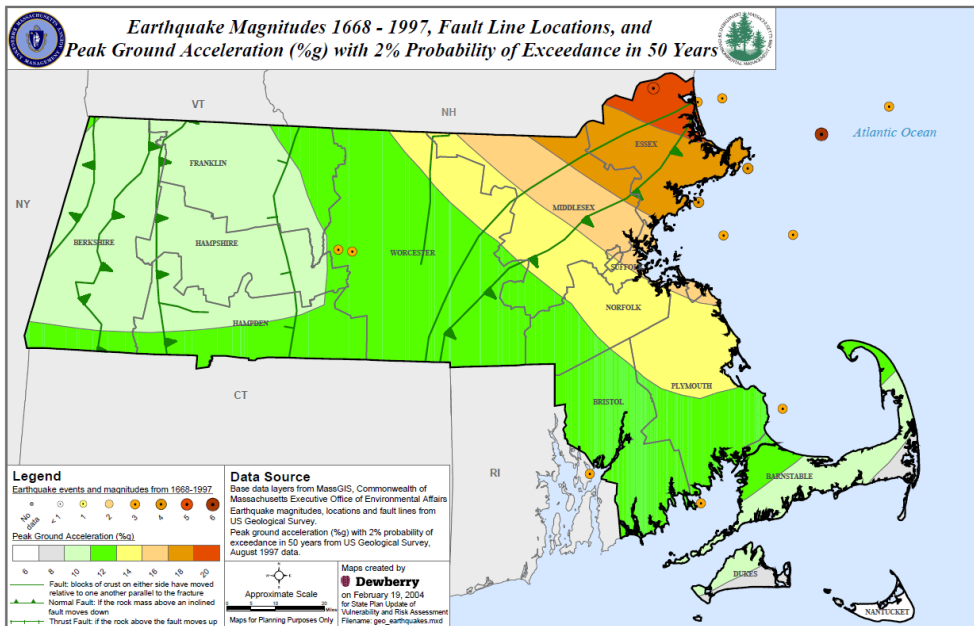 Earthquake Magnitudes 1668 - 1997, Fault Line Locations, and
Peak Ground Acceleration (%g) with 2% Probability of Exceedance in 50 Years
VT
NH
Atlantic Ocean
ESSEX
FRANKLIN
NY
MIDDLESEX
BERKSHIRE
HAMPSHIRE
WORCESTER
SUFFOLK
NORFOLK
HAMPDEN
PLYMOUTH
CT
BRISTOL
RI
BARNSTABLE
DUKES
NANTUCKET
Legend
Earthquake events and magnitudes from 1668-1997
No data
< 1
1
2
3
4
5
6
Peak Ground Acceleration (%g)
6
8
10
12
14
16
18
20
Fault: blocks of crust on either side have moved
relative to one another parallel to the fracture
Normal Fault: If the rock mass above an inclined
fault moves down
Thrust Fault: if the rock above the fault moves up
Data Source
Base data layers from MassGIS, Commonwealth of
Massachusetts Executive Office of Environmental Affairs
Earthquake magnitudes, locations and fault lines from
US Geological Survey.
Peak ground acceleration (%g) with 2% probability of
exceedance in 50 years from US Geological Survey,
August 1997 data.
Approximate Scale
0
5
10
20
Miles
Maps for Planning Purposes Only
Maps created by
Dewberry
on February 19, 2004
for State Plan Update of
Vulnerability and Risk Assessment
Filename: geo_earthquakes.mxd